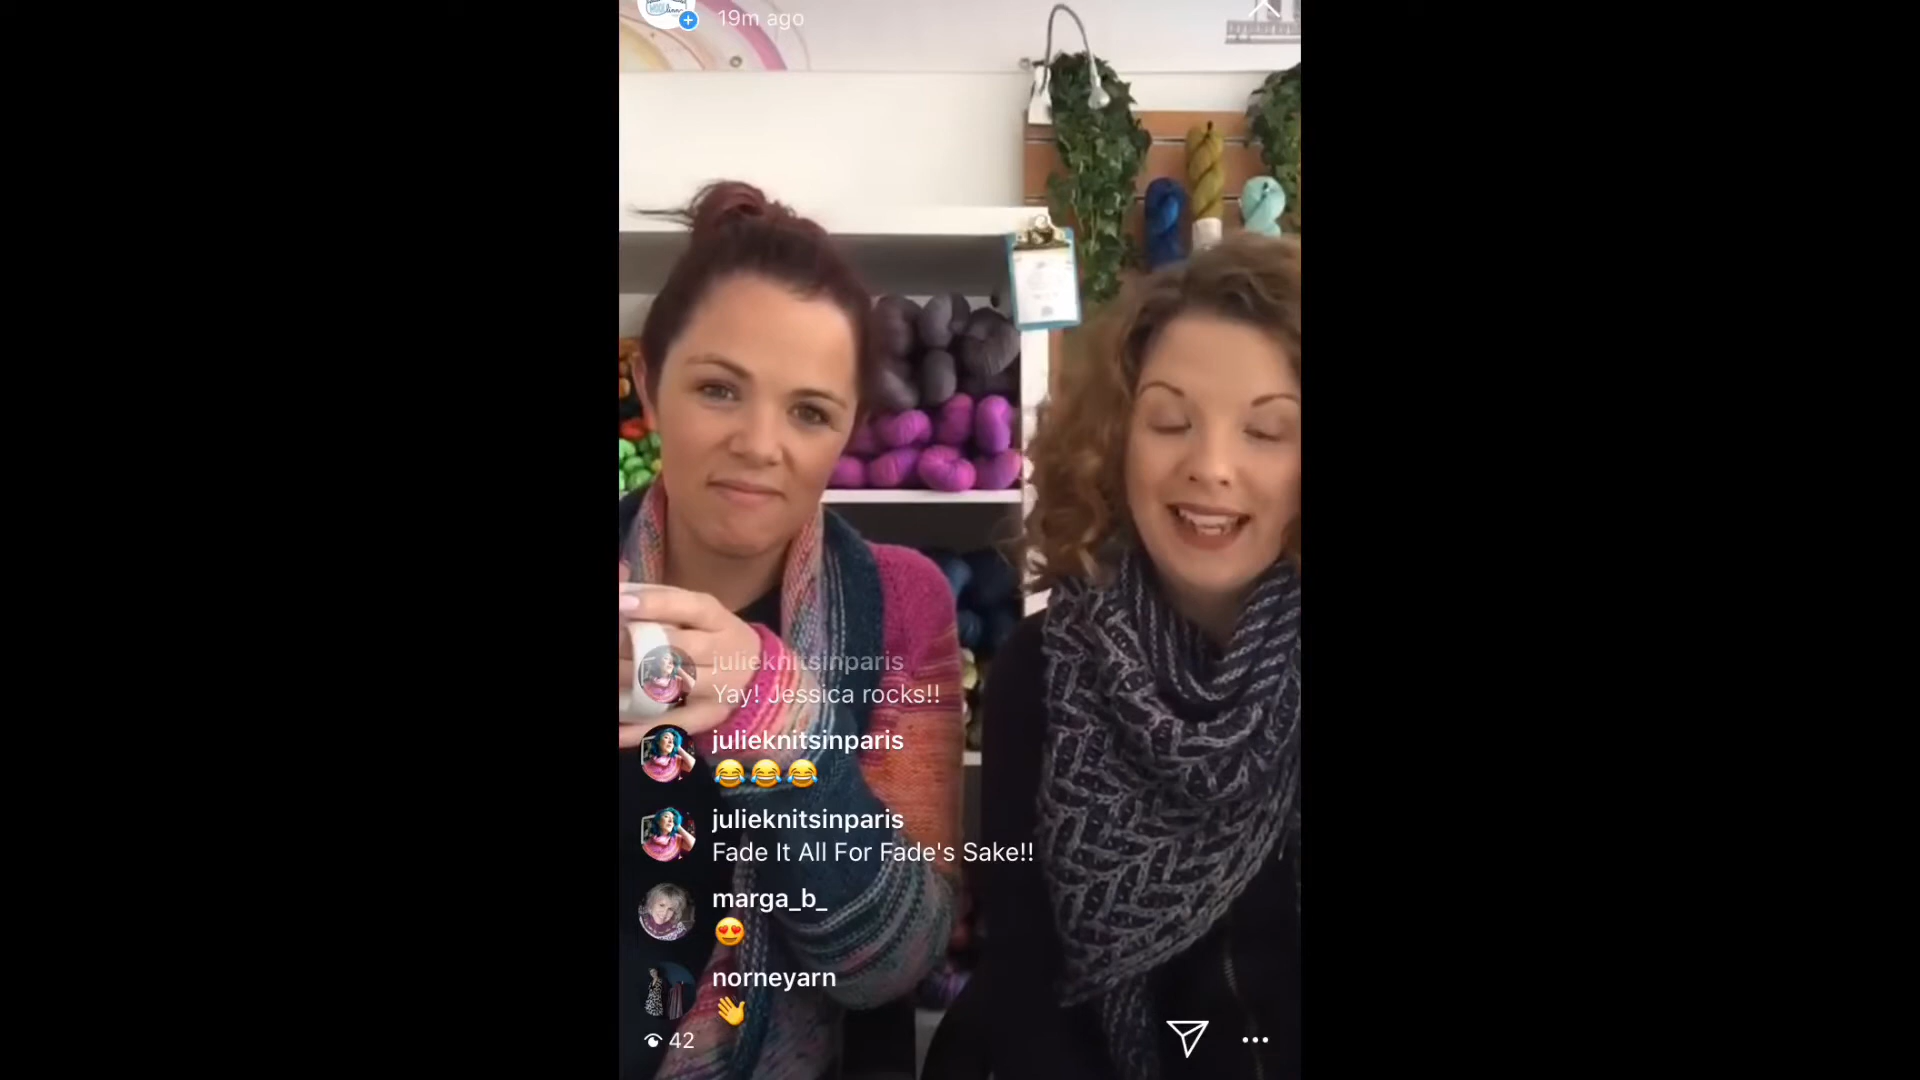 19m ago
julieknitsinparis
Yay! Jessica rocks!!
julieknitsinparis
😂😂😂
julieknitsinparis
Fade It All For Fade's Sake!!
marga_b_
😍
norneyarn
👋
42